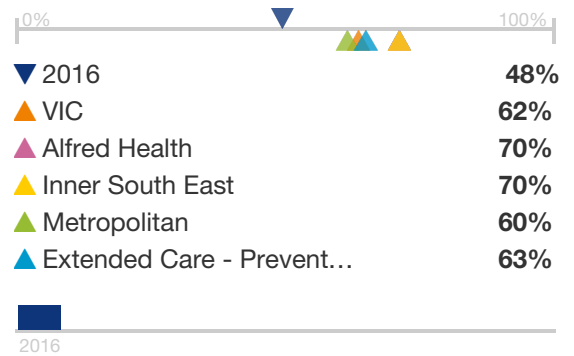 0% 100%
2016 48%
VIC 62%
Alfred Health 70%
Inner South East 70%
Metropolitan 60%
Extended Care - Prevent... 63%
2016